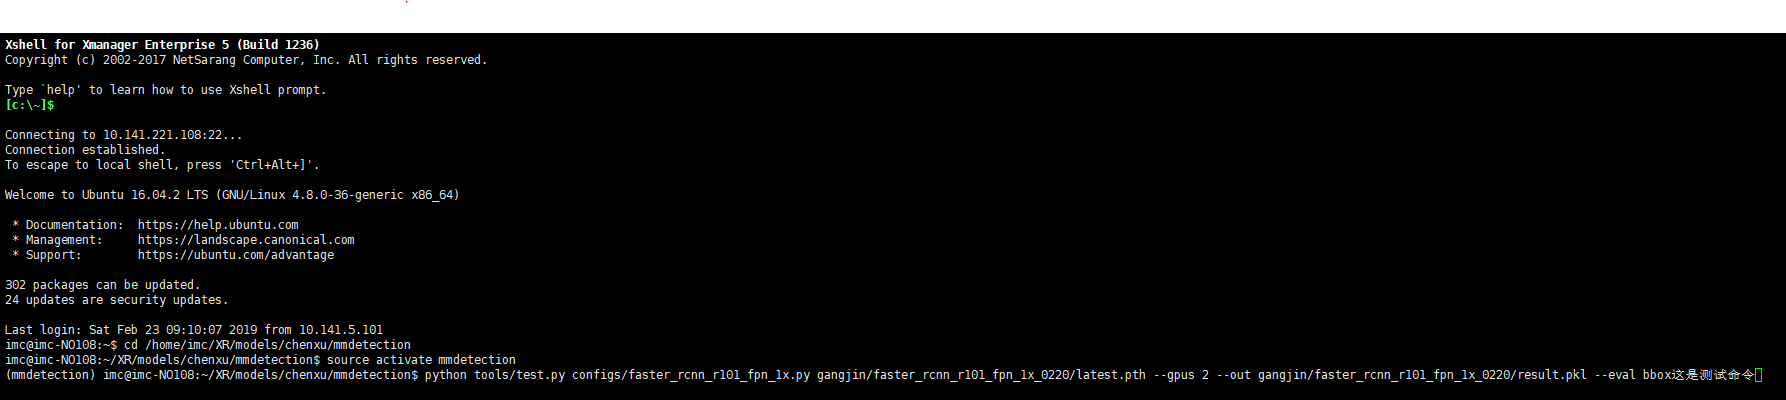 Xshell for Xmanager Enterprise 5 (Build 1236)
Copyright (c) 2002-2017 NetSarang Computer, Inc. All rights reserved.
Type `help' to learn how to use Xshell prompt.
[c:\~]$
Connecting to 10.141.221.108:22...
Connection established.
To escape to local shell, press 'Ctrl+Alt+]'.
Welcome to Ubuntu 16.04.2 LTS (GNU/Linux 4.8.0-36-generic x86_64)
* Documentation:  https://help.ubuntu.com
* Management:     https://landscape.canonical.com
* Support:        https://ubuntu.com/advantage
302 packages can be updated.
24 updates are security updates.
Last login: Sat Feb 23 09:10:07 2019 from 10.141.5.101
imc@imc-NO108:~$ cd /home/imc/XR/models/chenxu/mmdetection
imc@imc-NO108:~/XR/models/chenxu/mmdetection$ source activate mmdetection
(mmdetection) imc@imc-NO108:~/XR/models/chenxu/mmdetection$ python tools/test.py configs/faster_rcnn_r101_fpn_1x.py gangjin/faster_rcnn_r101_fpn_1x_0220/latest.pth --gpus 2 --out gangjin/faster_rcnn_r101_fpn_1x_0220/result.pkl --eval bbox这是测试命令